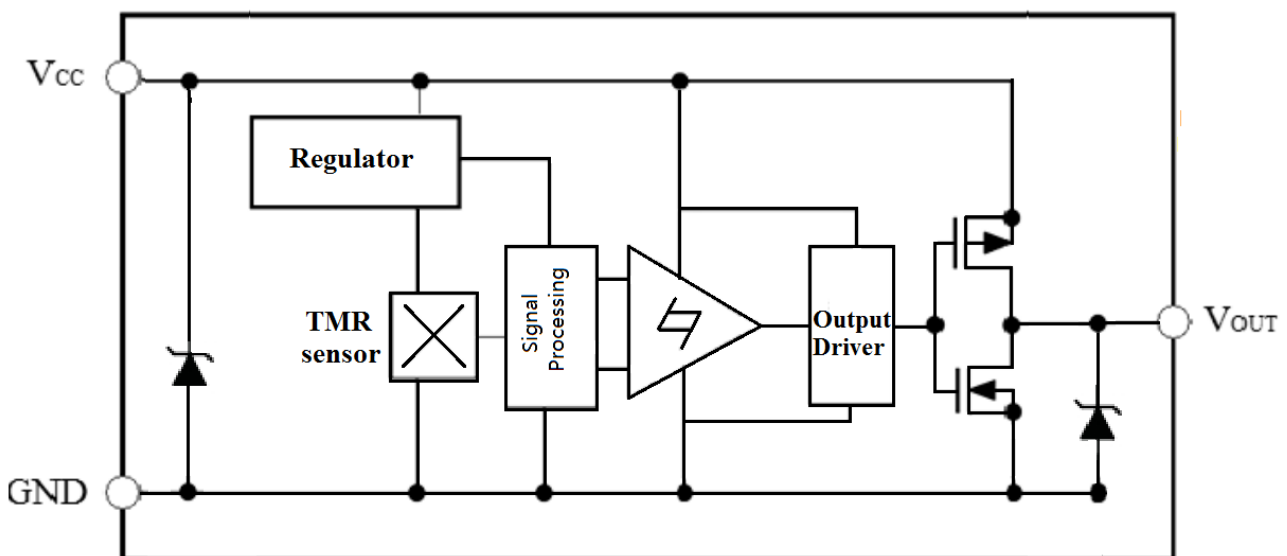 VCC
Regulator
TMR
sensor
Signal
Processing
Output
Driver
VOUT
GND